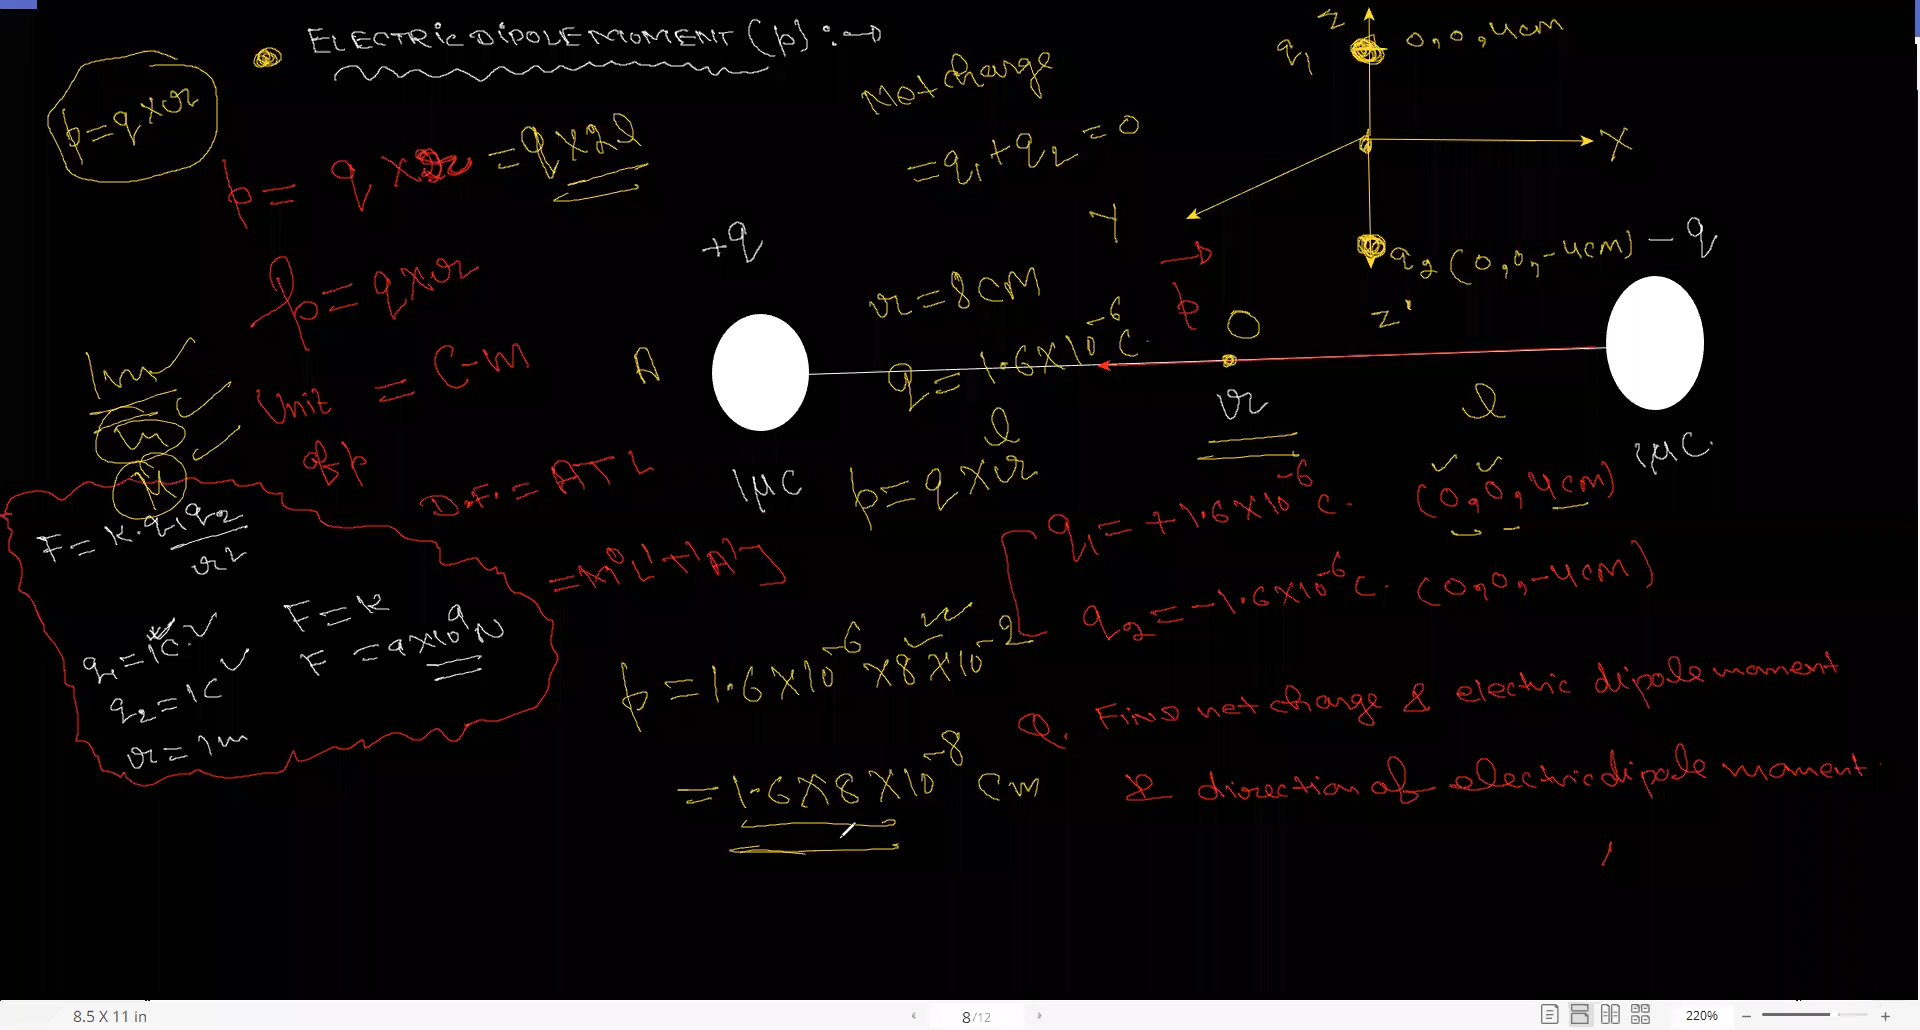 ELECTRIC DIPOLE MOMENT (p) :→
p = q × r
p = q × 2l = q × 2l
p = q × r
Unit of p = C-m
D.F. = ATL
= M⁰L¹T¹A¹]
1m
m
μ
F = k.q₁q₂/r²
q₁ = 1C.
q₂ = 1C
r = 1m
F = k
F = 9×10⁹N
Net charge
= q₁ + q₂ = 0
r = 8cm
q = 1.6×10⁻⁶ C.
l
p = q × r
+q
A
1μC
p
O
r
l
- q
1μC.
Z
q₁
0,0,4cm
X
Y
q₂ (0,0,-4cm)
Z'
q₁ = +1.6×10⁻⁶ C. (0,0,4cm)
q₂ = -1.6×10⁻⁶ C. (0,0,-4cm)
p = 1.6×10⁻⁶ × 8×10⁻²
= 1.6×8×10⁻⁸ Cm
Q. Find net charge & electric dipole moment
& direction of electric dipole moment.
8.5 X 11 in
8/12
220%